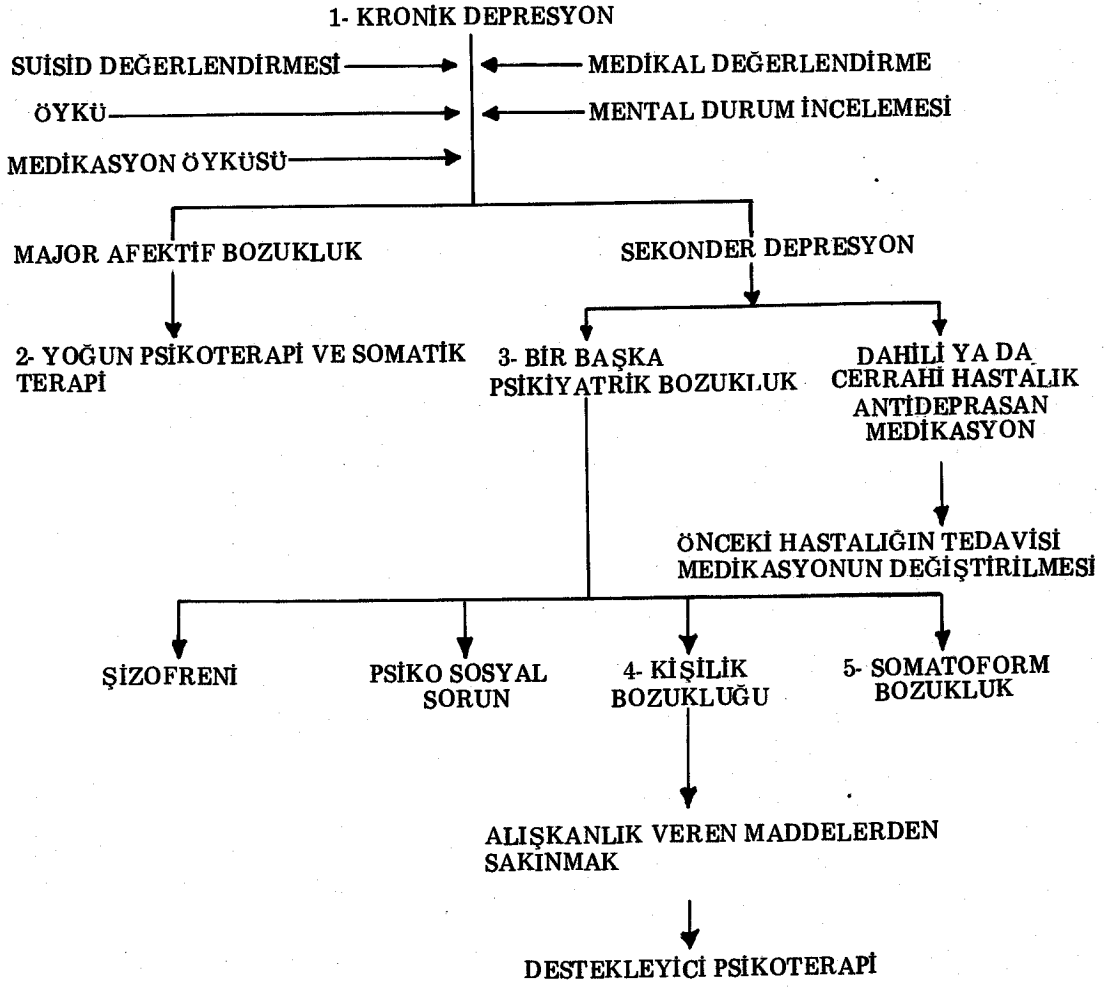 1- KRONİK DEPRESYON
SUİSİD DEĞERLENDİRMESİ
MEDİKAL DEĞERLENDİRME
ÖYKÜ
MENTAL DURUM İNCELEMESİ
MEDİKASYON ÖYKÜSÜ
MAJOR AFEKTİF BOZUKLUK
SEKONDER DEPRESYON
2- YOĞUN PSİKOTERAPİ VE SOMATİK
TERAPİ
3- BİR BAŞKA
PSİKİYATRİK BOZUKLUK
DAHİLİ YA DA
CERRAHİ HASTALIK
ANTİDEPRASAN
MEDİKASYON
ÖNCEKİ HASTALIĞIN TEDAVİSİ
MEDİKASYONUN DEĞİŞTİRİLMESİ
ŞİZOFRENİ
PSİKO SOSYAL
SORUN
4- KİŞİLİK
BOZUKLUĞU
5- SOMATOFORM
BOZUKLUK
ALIŞKANLIK VEREN MADDELERDEN
SAKINMAK
DESTEKLEYİCİ PSİKOTERAPİ